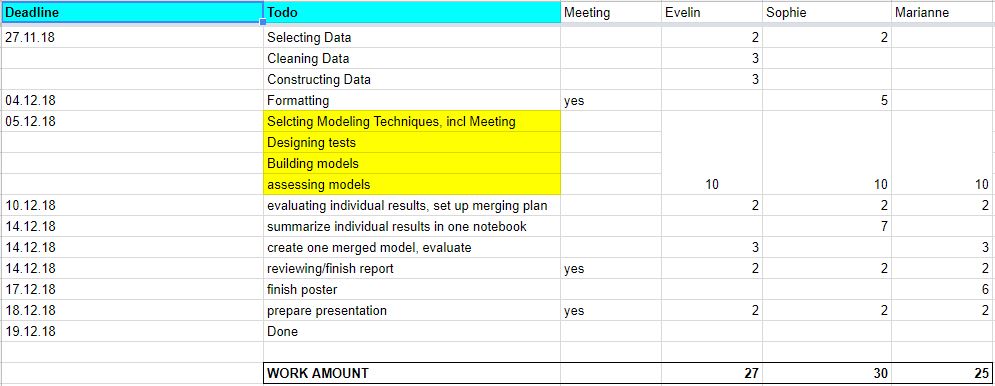 Deadline Todo Meeting Evelin Sophie Marianne
27.11.18 Selecting Data 2 2
Cleaning Data 3
Constructing Data 3
04.12.18 Formatting yes 5
05.12.18 Selcting Modeling Techniques, incl Meeting
Designing tests
Building models
assessing models 10 10 10
10.12.18 evaluating individual results, set up merging plan 2 2 2
14.12.18 summarize individual results in one notebook 7
14.12.18 create one merged model, evaluate 3 3
14.12.18 reviewing/finish report yes 2 2 2
17.12.18 finish poster 6
18.12.18 prepare presentation yes 2 2 2
19.12.18 Done
WORK AMOUNT 27 30 25